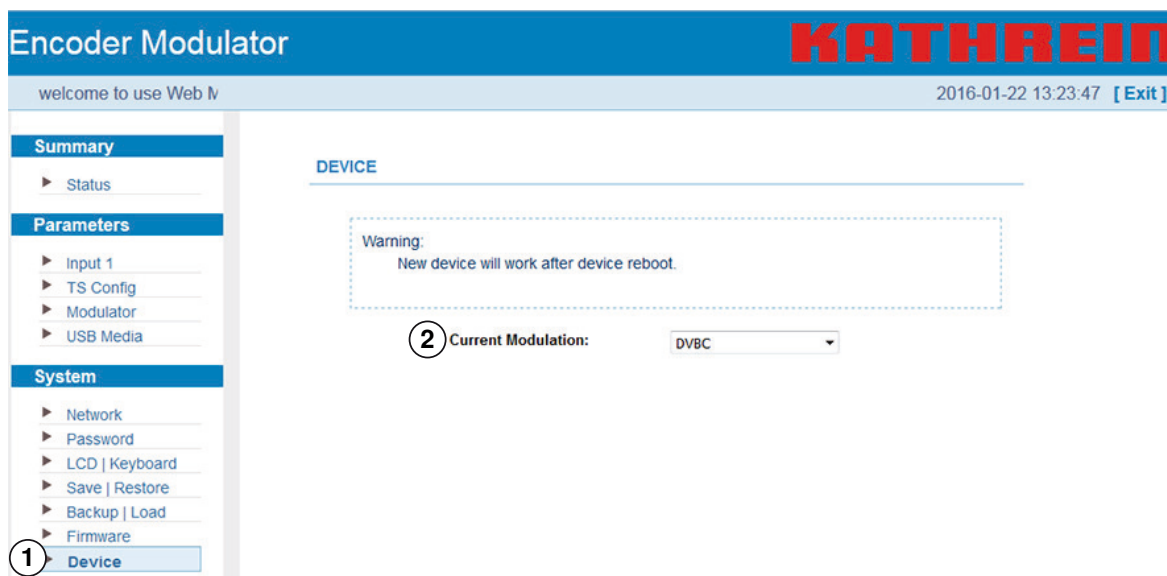 Encoder Modulator
KATHREIN
welcome to use Web M
2016-01-22 13:23:47 [ Exit ]
Summary
Status
Parameters
Input 1
TS Config
Modulator
USB Media
System
Network
Password
LCD | Keyboard
Save | Restore
Backup | Load
Firmware
1 Device
DEVICE
Warning:
New device will work after device reboot.
2 Current Modulation: DVBC